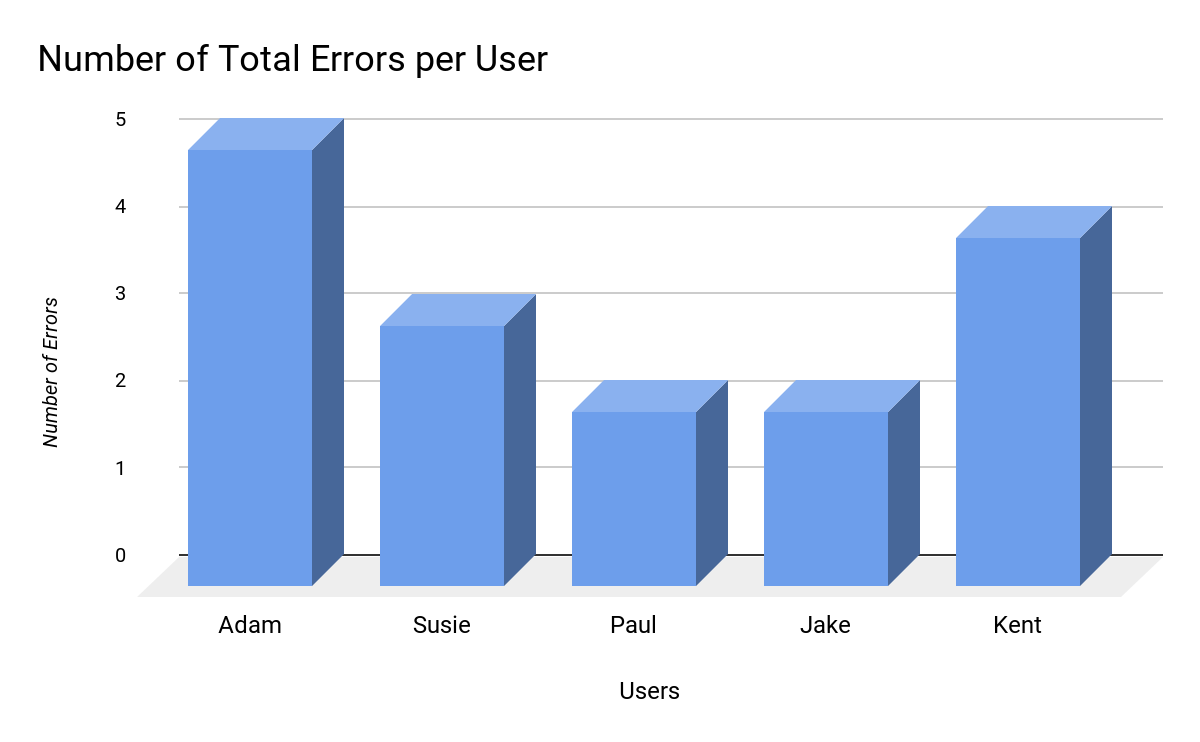 Number of Total Errors per User
5
4
3
2
1
0
Number of Errors
Adam
Susie
Paul
Jake
Kent
Users